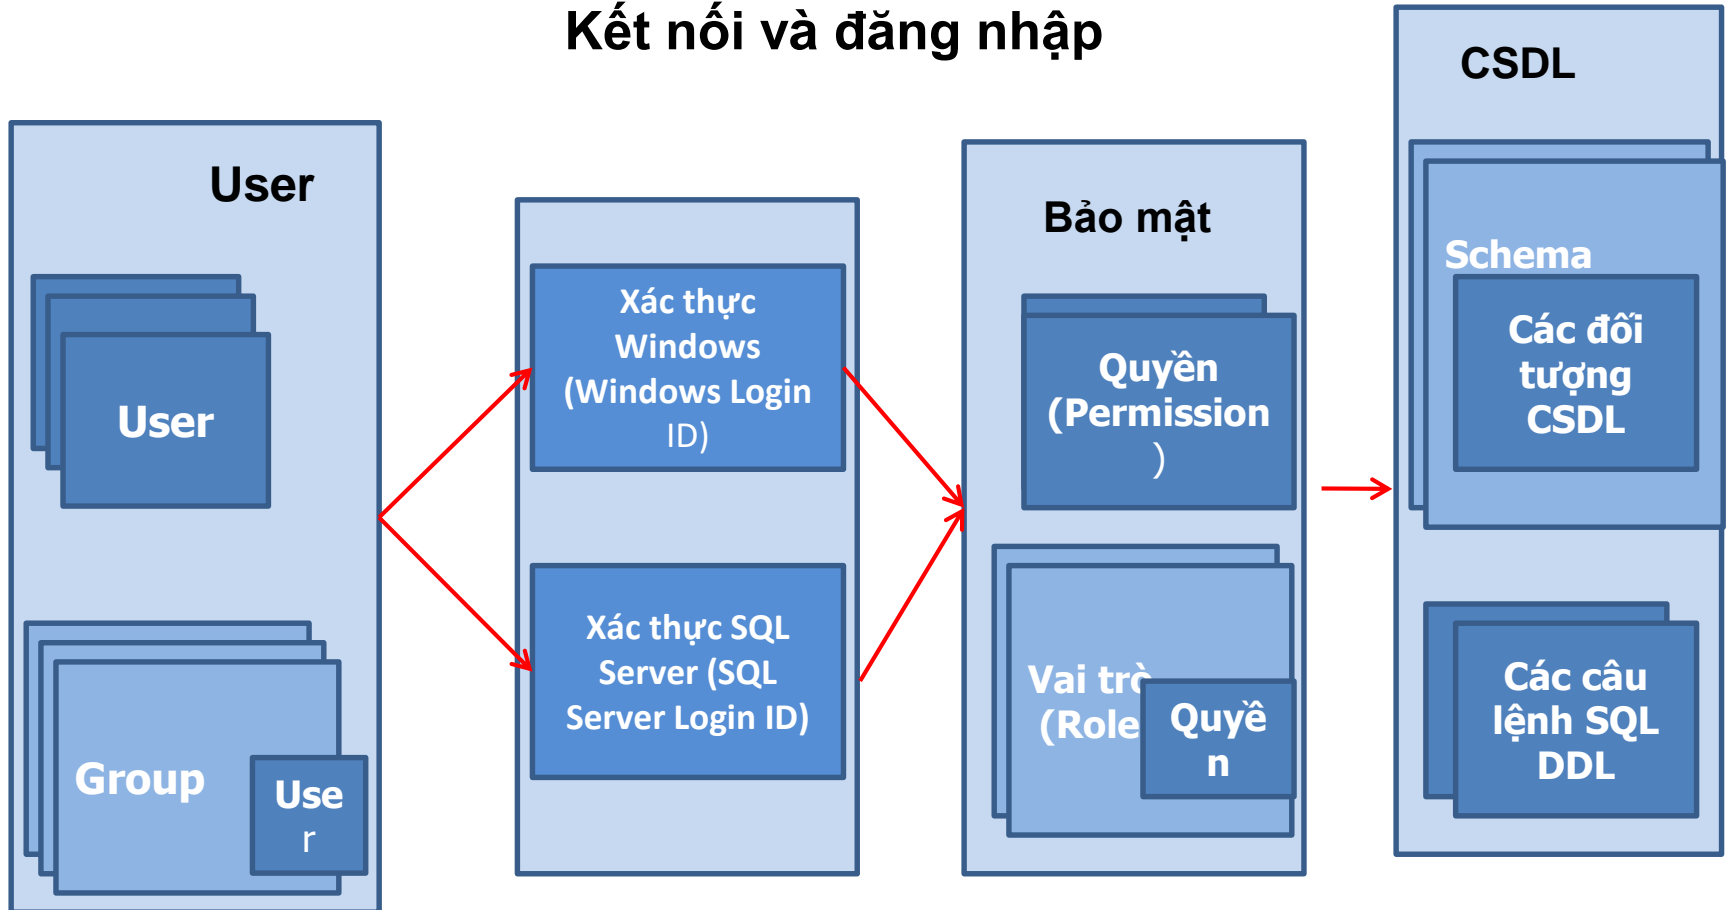 Kết nối và đăng nhập
User
User
Group
Use
r
Xác thực
Windows
(Windows Login
ID)
Xác thực SQL
Server (SQL
Server Login ID)
Bảo mật
Quyền
(Permission
)
Vai trò
(Role
Quyề
n
CSDL
Schema
Các đối
tượng
CSDL
Các câu
lệnh SQL
DDL